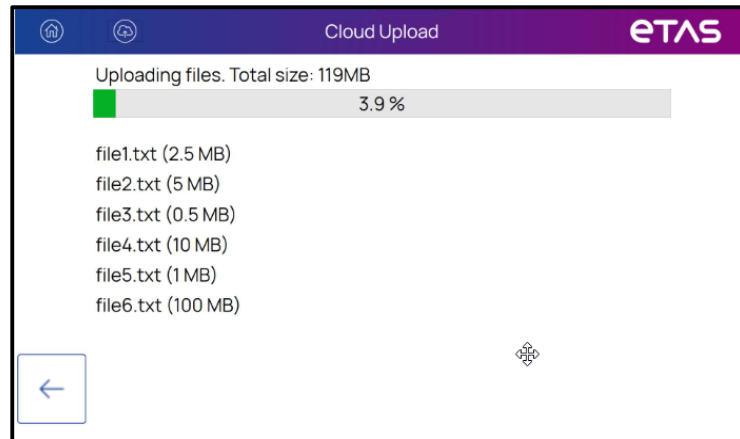 Cloud Upload
eTAS
Uploading files. Total size: 119MB
3.9 %
file1.txt (2.5 MB)
file2.txt (5 MB)
file3.txt (0.5 MB)
file4.txt (10 MB)
file5.txt (1 MB)
file6.txt (100 MB)